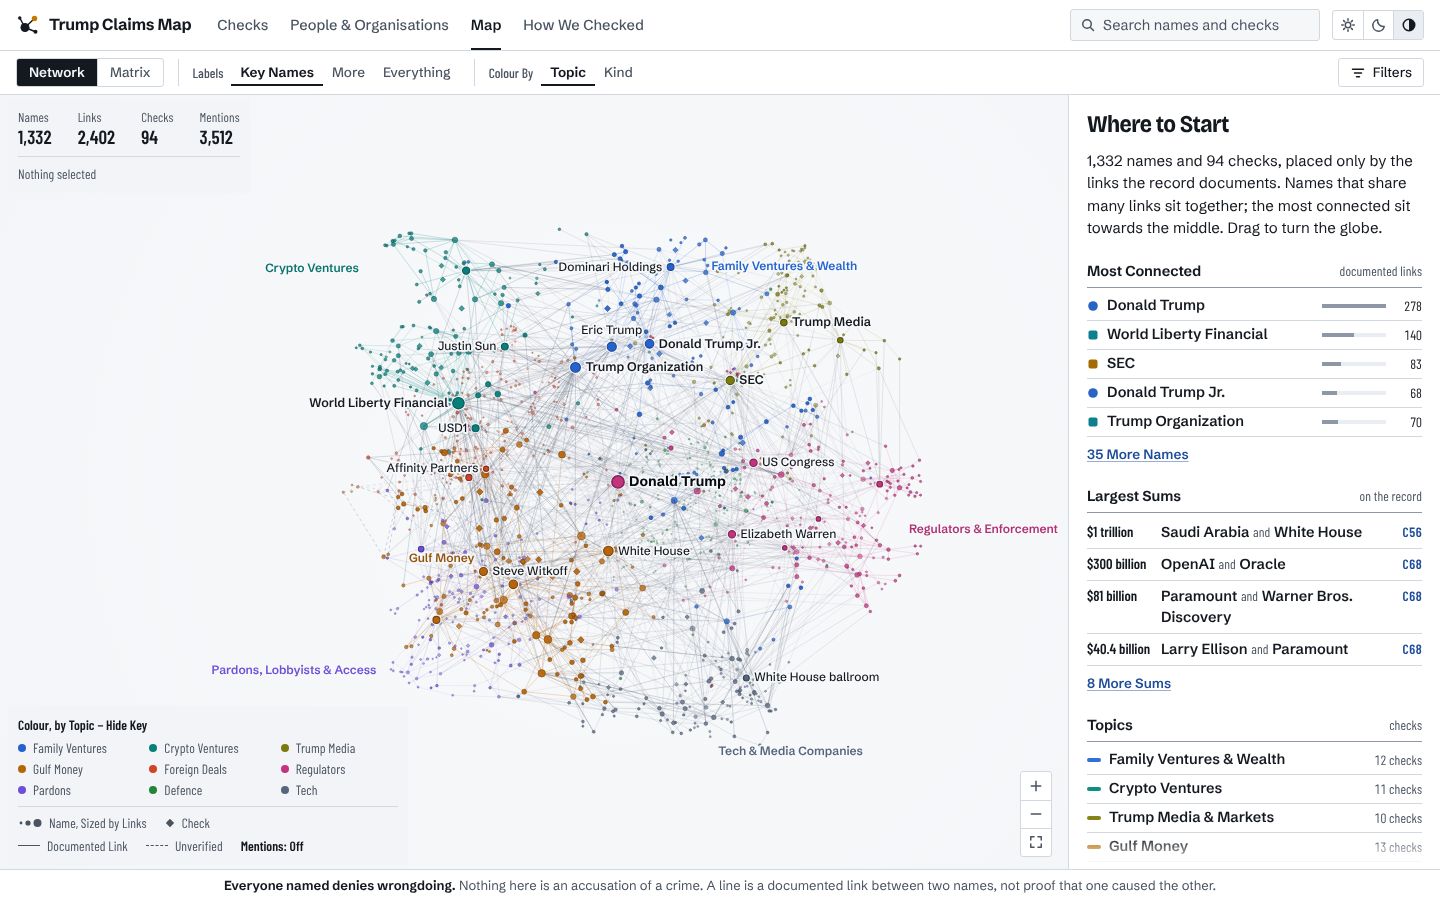 Trump Claims Map
Checks
People & Organisations
Map
How We Checked
Search names and checks
Network
Matrix
Labels
Key Names
More
Everything
Colour By
Topic
Kind
Filters
Names
Links
Checks
Mentions
1,332
2,402
94
3,512
Nothing selected
Crypto Ventures
Dominari Holdings
Family Ventures & Wealth
Eric Trump
Trump Media
Justin Sun
Donald Trump Jr.
Trump Organization
SEC
World Liberty Financial
USD1
Affinity Partners
US Congress
Donald Trump
Regulators & Enforcement
Elizabeth Warren
White House
Gulf Money
Steve Witkoff
Pardons, Lobbyists & Access
White House ballroom
Tech & Media Companies
Colour, by Topic – Hide Key
Family Ventures
Crypto Ventures
Trump Media
Gulf Money
Foreign Deals
Regulators
Pardons
Defence
Tech
Name, Sized by Links
Check
Documented Link
Unverified
Mentions: Off
Where to Start
1,332 names and 94 checks, placed only by the
links the record documents. Names that share
many links sit together; the most connected sit
towards the middle. Drag to turn the globe.
Most Connected
documented links
Donald Trump 278
World Liberty Financial 140
SEC 83
Donald Trump Jr. 68
Trump Organization 70
35 More Names
Largest Sums
on the record
$1 trillion Saudi Arabia and White House C56
$300 billion OpenAI and Oracle C68
$81 billion Paramount and Warner Bros. C68
Discovery
$40.4 billion Larry Ellison and Paramount C68
8 More Sums
Topics
checks
Family Ventures & Wealth 12 checks
Crypto Ventures 11 checks
Trump Media & Markets 10 checks
Gulf Money 13 checks
Everyone named denies wrongdoing. Nothing here is an accusation of a crime. A line is a documented link between two names, not proof that one caused the other.